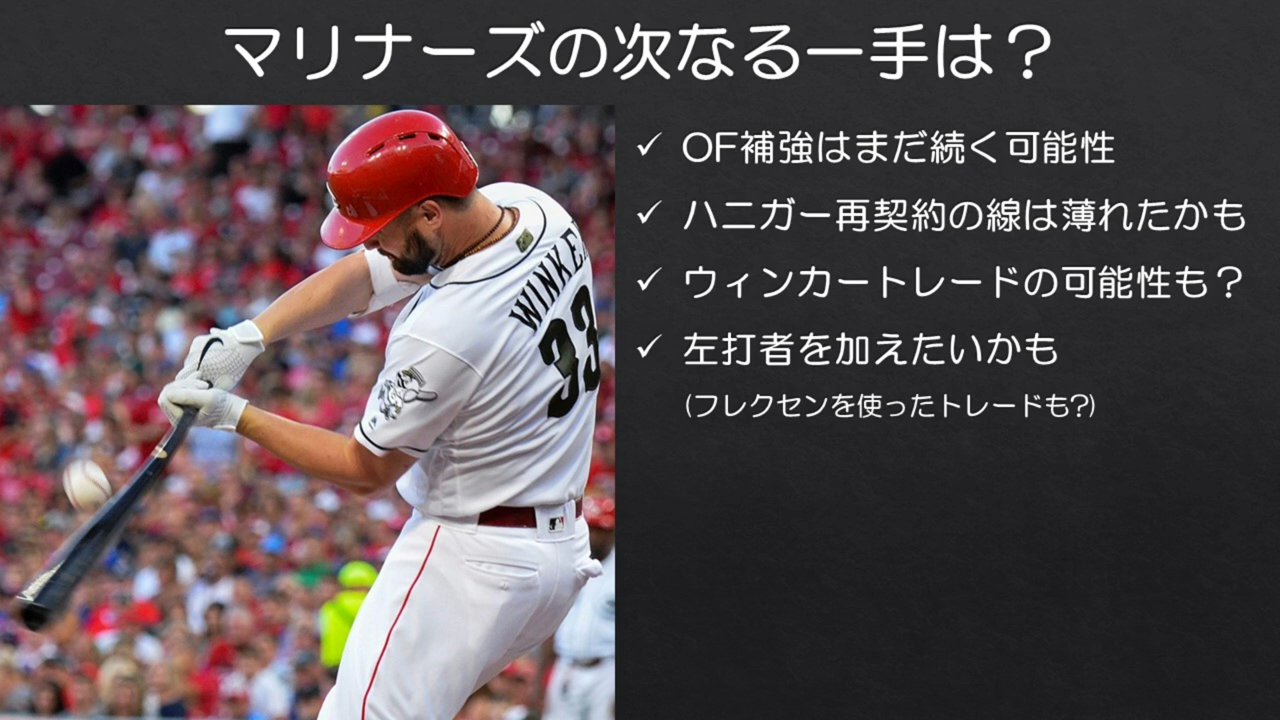 マリナーズの次なる一手は？
✓ OF補強はまだ続く可能性
✓ ハニガー再契約の線は薄れたかも
✓ ウィンカートレードの可能性も？
✓ 左打者を加えたいかも
(フレクセンを使ったトレードも?)
33